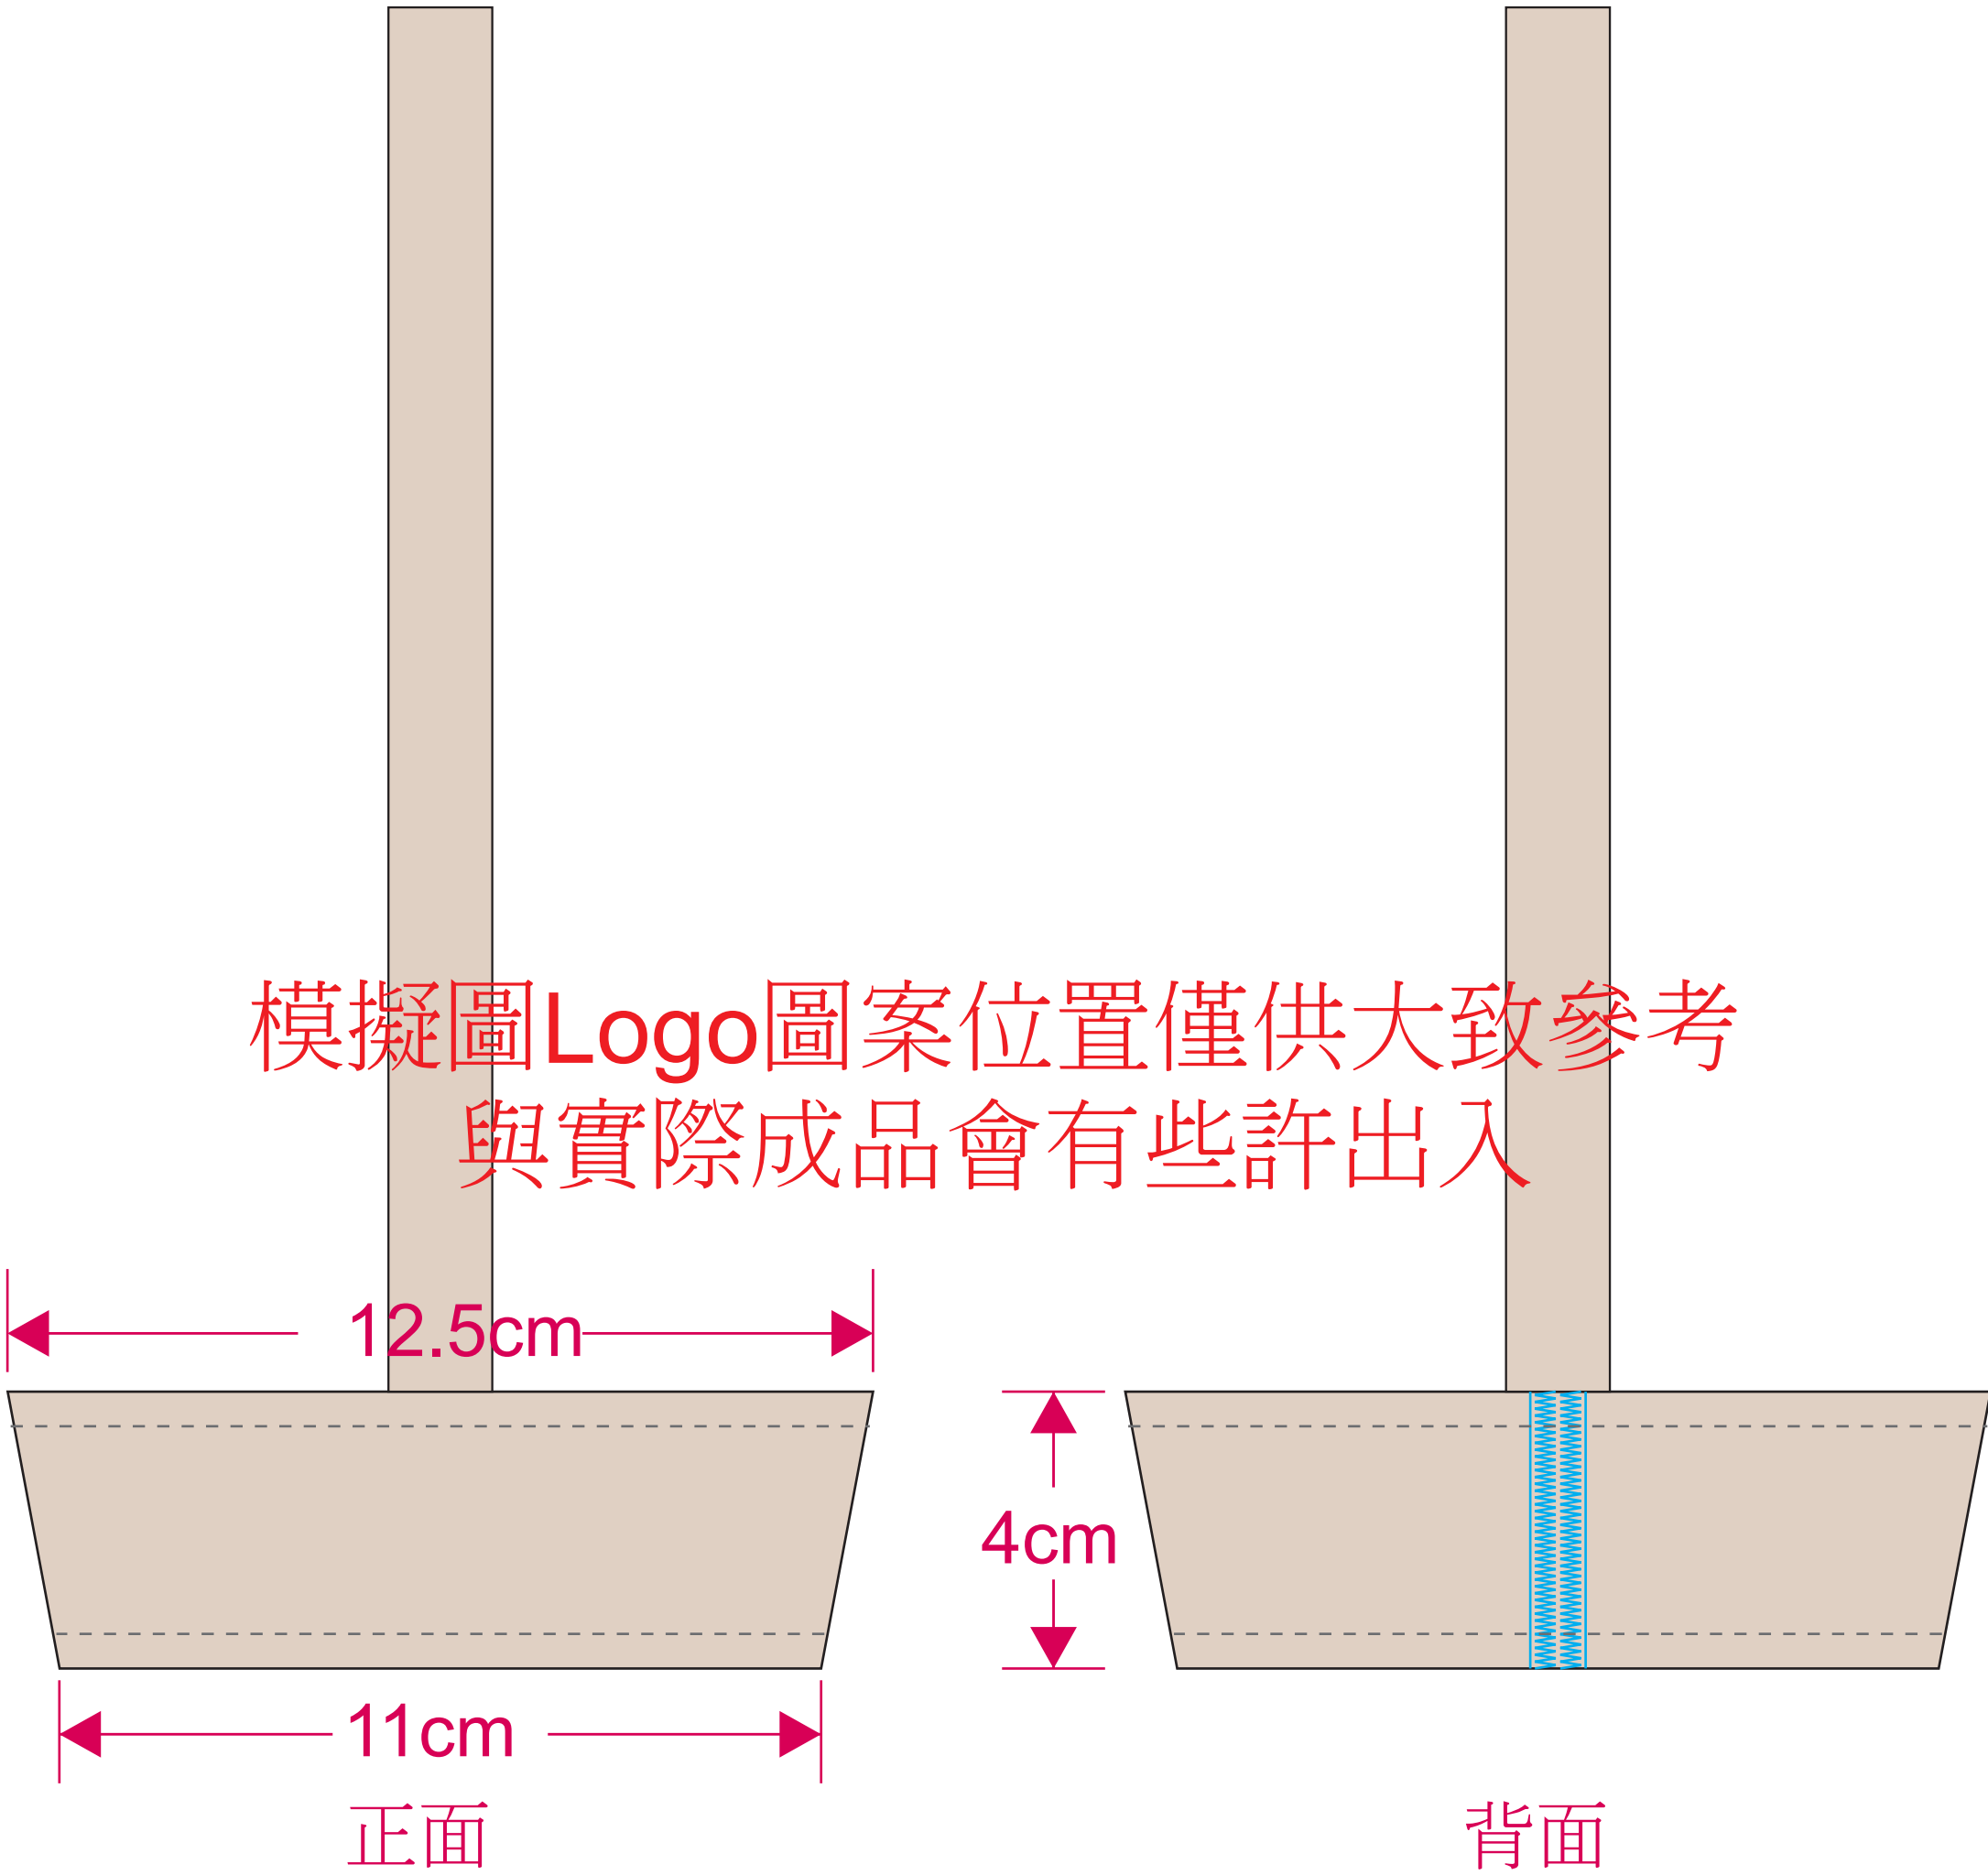 模擬圖Logo圖案位置僅供大致參考
與實際成品會有些許出入
12.5cm
4cm
11cm
正面
背面